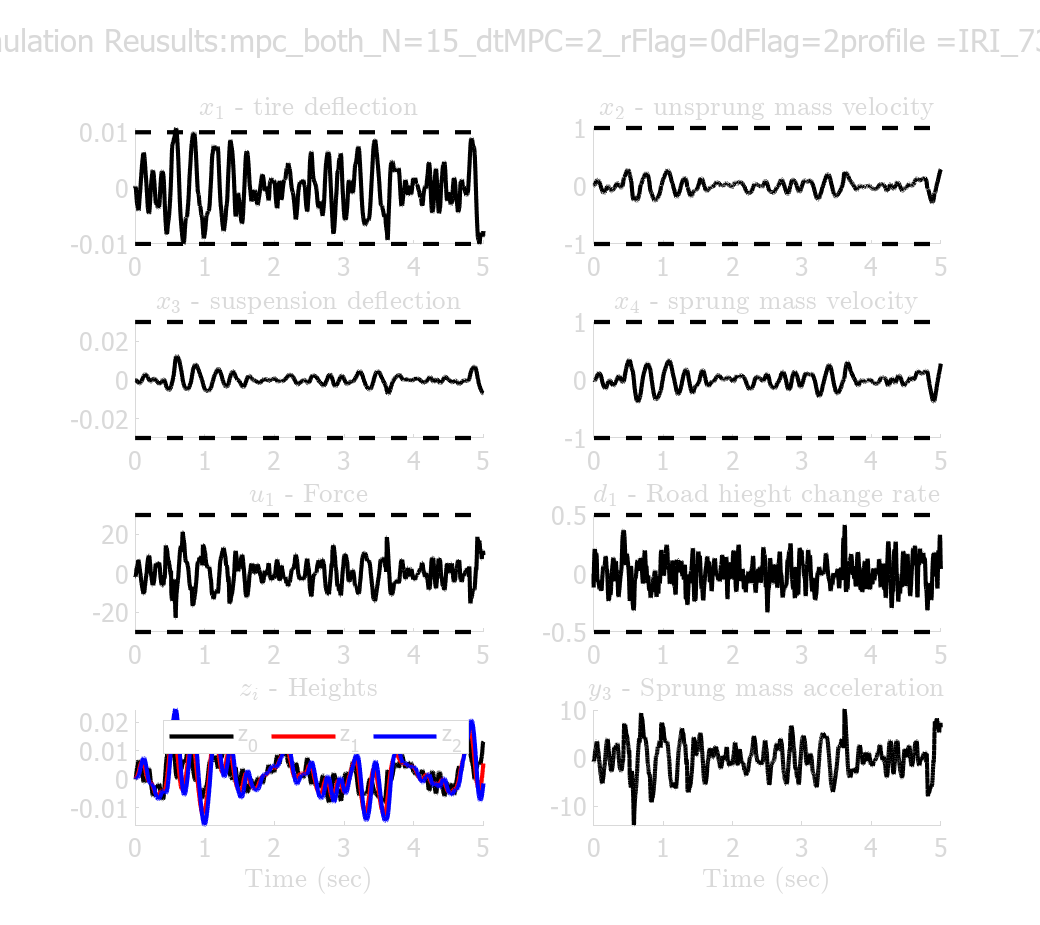 ulation Reusults:mpc_both_N=15_dtMPC=2_rFlag=0dFlag=2profile =IRI_73
x1 - tire deflection
0.01
0
-0.01
0 1 2 3 4 5
x2 - unsprung mass velocity
1
0
-1
0 1 2 3 4 5
x3 - suspension deflection
0.02
0
-0.02
0 1 2 3 4 5
x4 - sprung mass velocity
1
0
-1
0 1 2 3 4 5
u1 - Force
20
0
-20
0 1 2 3 4 5
d1 - Road hieght change rate
0.5
0
-0.5
0 1 2 3 4 5
zi - Heights
0.02
0.01
0
-0.01
z0 z1 z2
0 1 2 3 4 5
Time (sec)
y3 - Sprung mass acceleration
10
0
-10
0 1 2 3 4 5
Time (sec)